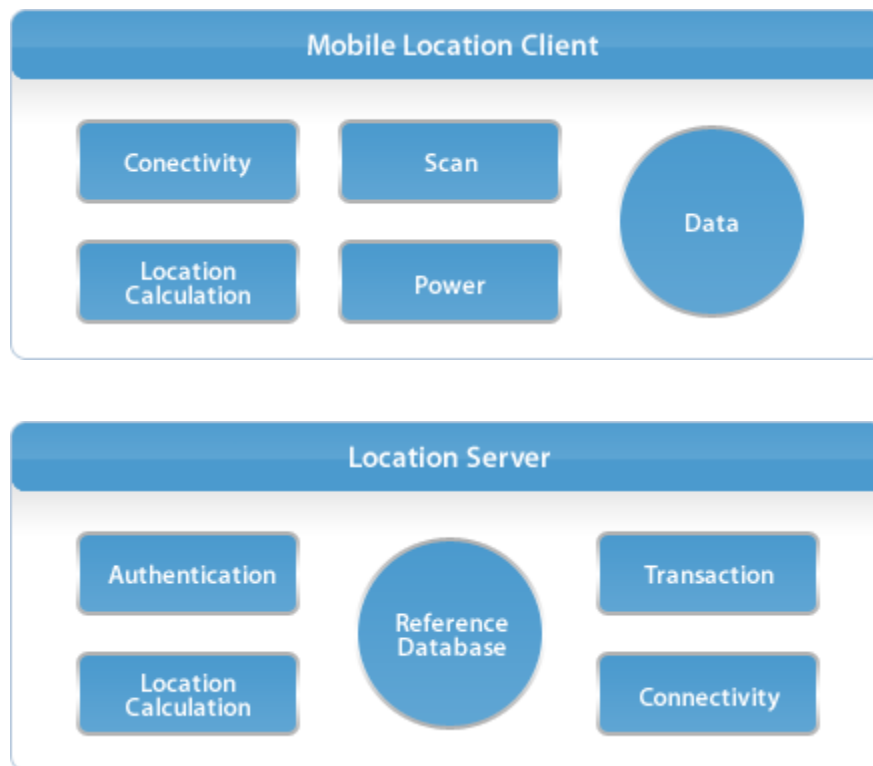 Mobile Location Client
Conectivity
Scan
Data
Location
Calculation
Power
Location Server
Authentication
Reference
Database
Transaction
Location
Calculation
Connectivity